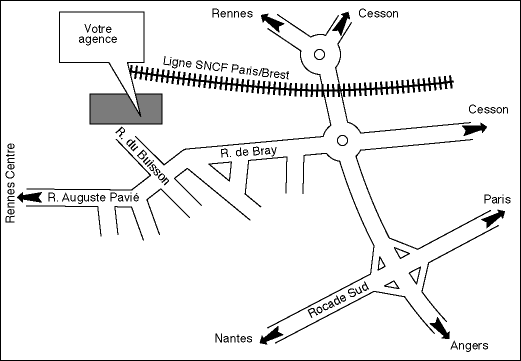 Rennes
Cesson
Votre
agence
Ligne SNCF Paris/Brest
Cesson
R. du Buisson
R. de Bray
Rennes Centre
R. Auguste Pavié
Paris
Rocade Sud
Nantes
Angers